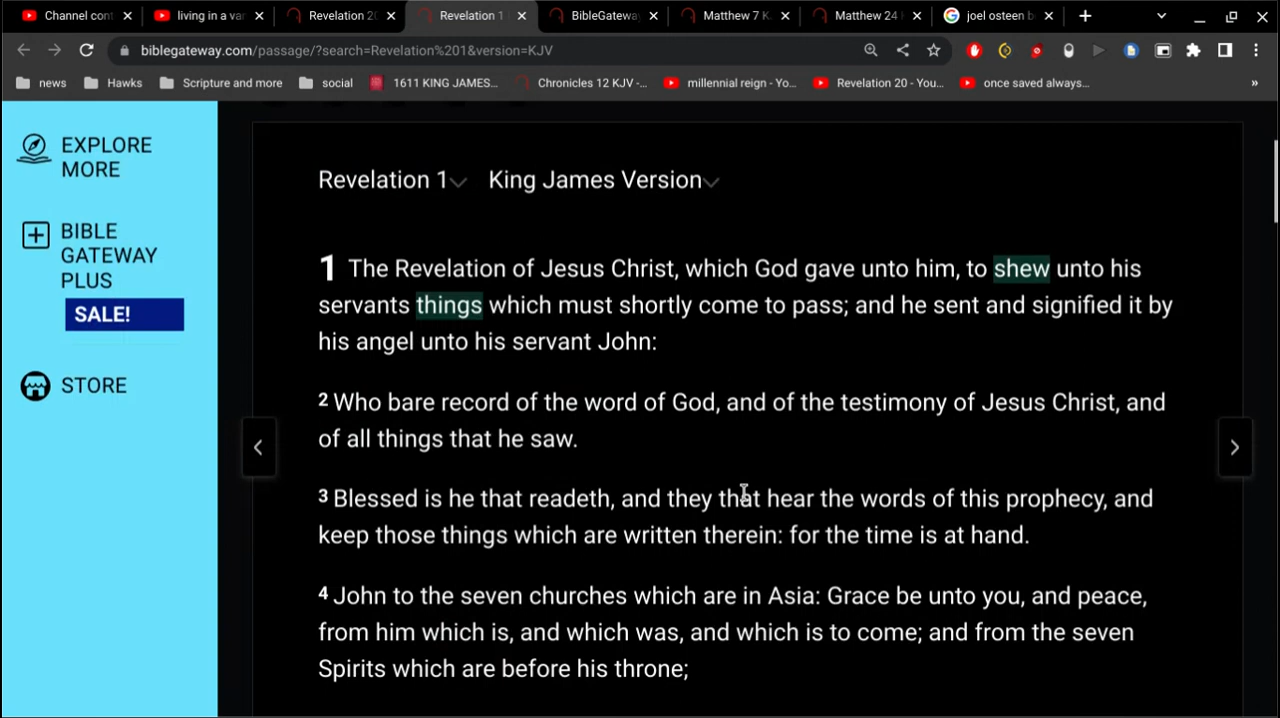 Channel cont
living in a var
Revelation 20
Revelation 1
BibleGateway
Matthew 7 K
Matthew 24
joel osteen b
biblegateway.com/passage/?search=Revelation%201&version=KJV
news
Hawks
Scripture and more
social
1611 KING JAMES...
Chronicles 12 KJV -...
millennial reign - Yo...
Revelation 20 - You...
once saved always...
»
EXPLORE
MORE
BIBLE
GATEWAY
PLUS
SALE!
STORE
Revelation 1 King James Version
1 The Revelation of Jesus Christ, which God gave unto him, to shew unto his
servants things which must shortly come to pass; and he sent and signified it by
his angel unto his servant John:
2 Who bare record of the word of God, and of the testimony of Jesus Christ, and
of all things that he saw.
3 Blessed is he that readeth, and they that hear the words of this prophecy, and
keep those things which are written therein: for the time is at hand.
4 John to the seven churches which are in Asia: Grace be unto you, and peace,
from him which is, and which was, and which is to come; and from the seven
Spirits which are before his throne;